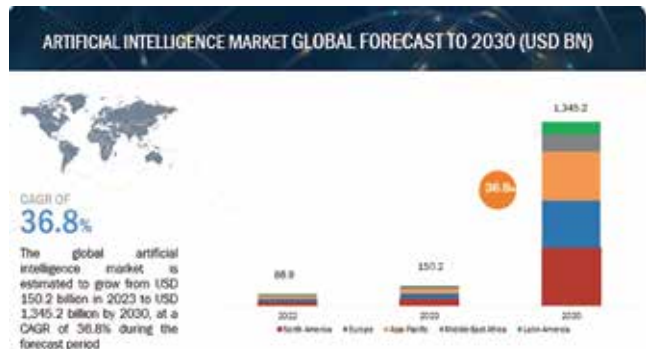 ARTIFICIAL INTELLIGENCE MARKET GLOBAL FORECAST TO 2030 (USD BN)
CAGR OF
36.8%
The global artificial
intelligence market is
estimated to grow from USD
150.2 billion in 2023 to USD
1,345.2 billion by 2030, at a
CAGR of 36.8% during the
forecast period
1,345.2
36.8%
150.2
2022 2023 2030
North America Europe Asia Pacific Middle East Africa Latin America